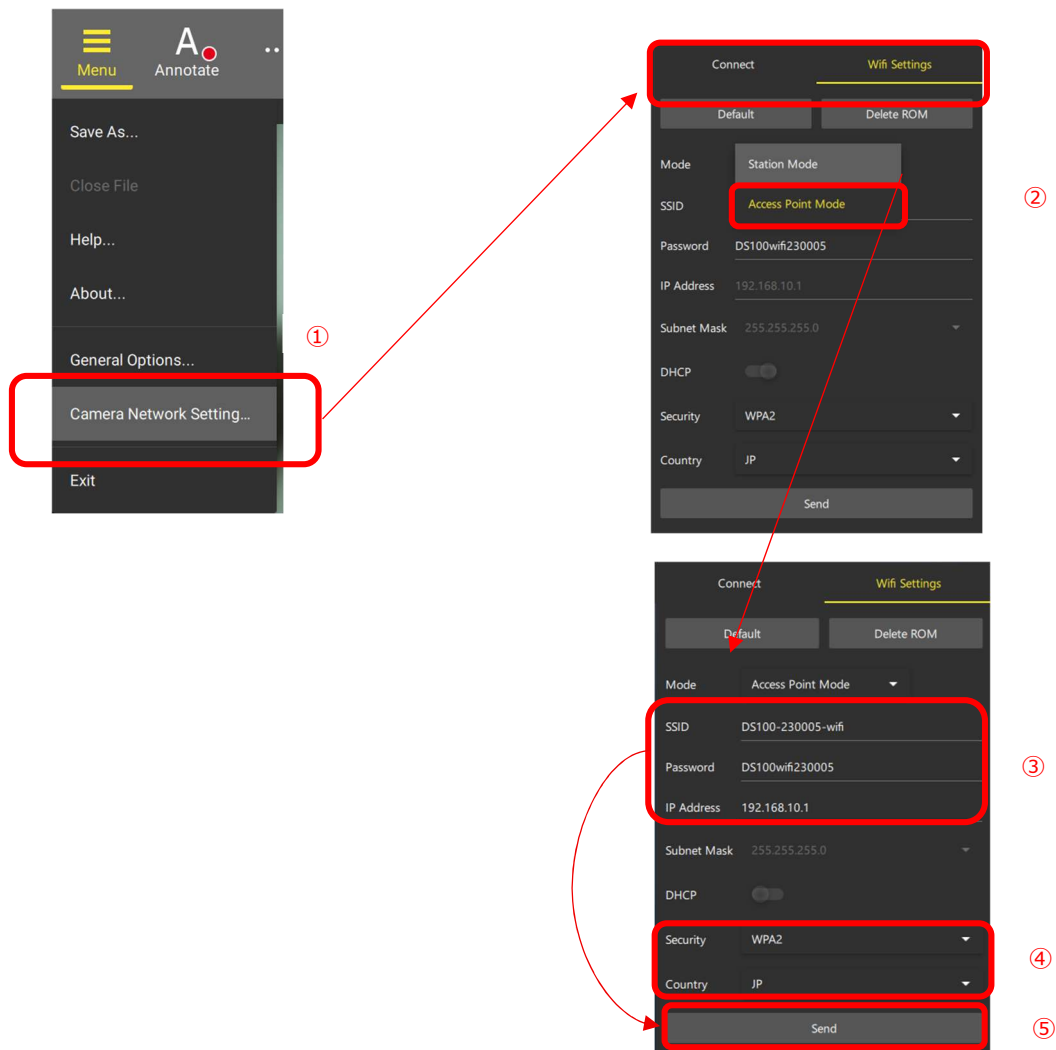 Menu
A
Annotate
..
Save As...
Close File
Help...
About...
General Options...
Camera Network Setting...
Exit
①
Connect Wifi Settings
Default Delete ROM
Mode Station Mode
SSID Access Point Mode
Password DS100wifi230005
IP Address 192.168.10.1
Subnet Mask 255.255.255.0
DHCP
Security WPA2
Country JP
Send
②
Connect Wifi Settings
Default Delete ROM
Mode Access Point Mode
SSID DS100-230005-wifi
Password DS100wifi230005
IP Address 192.168.10.1
③
Subnet Mask 255.255.255.0
DHCP
Security WPA2
Country JP
④
Send
⑤